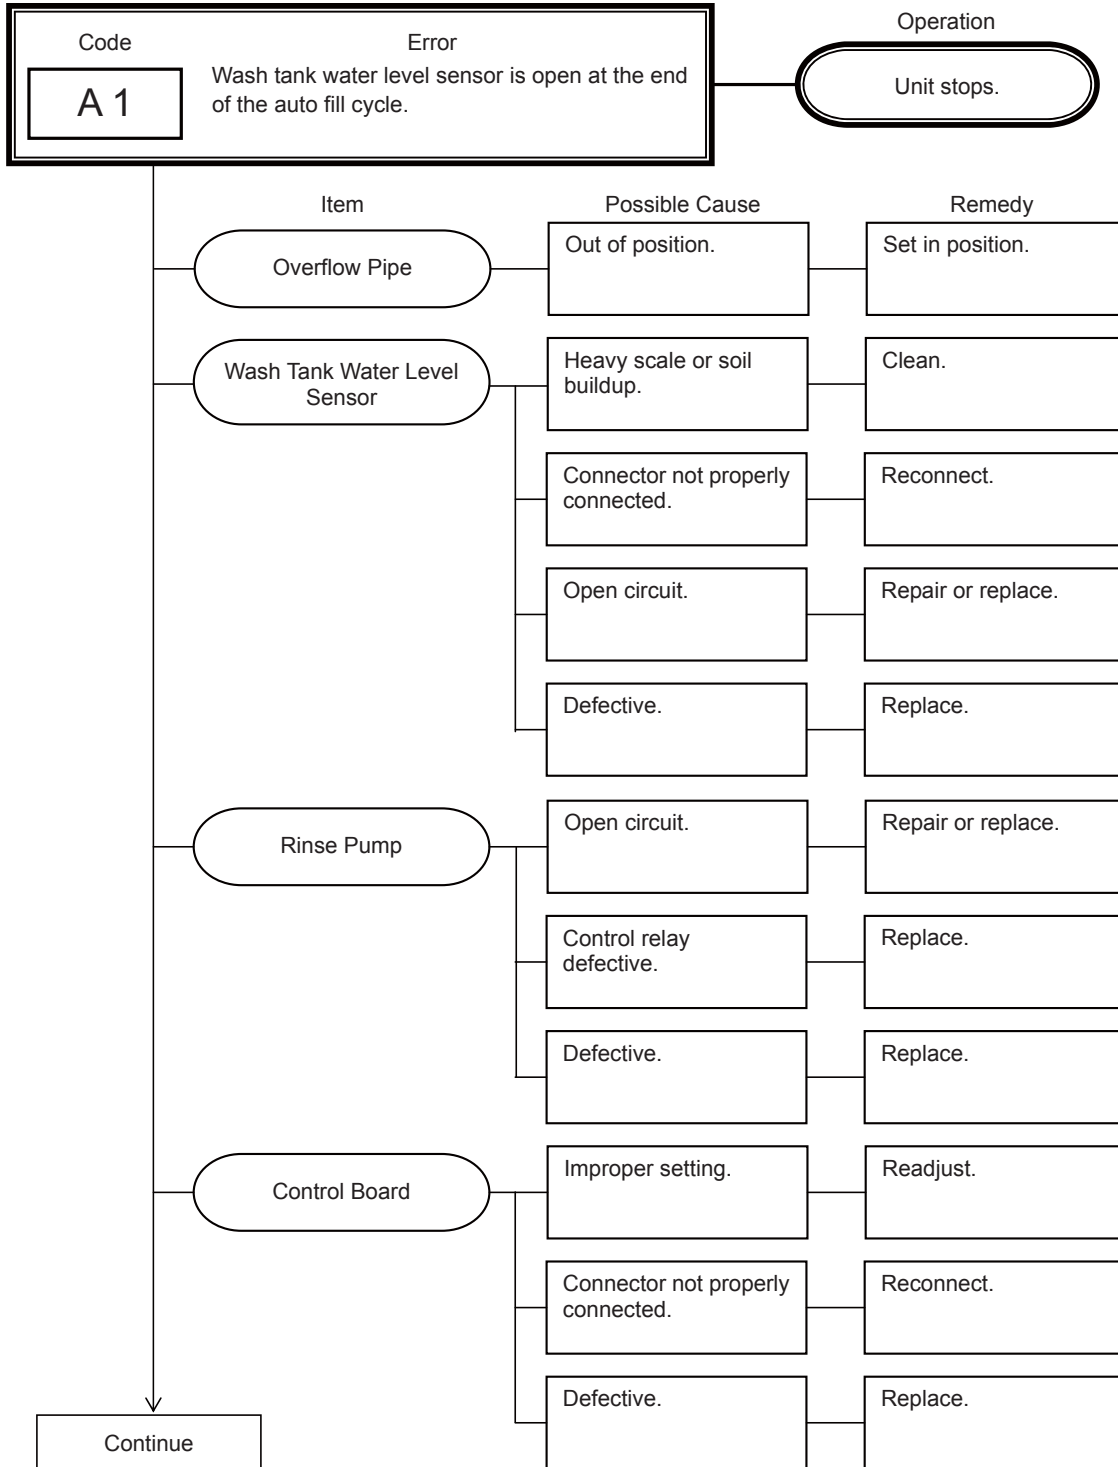 Code
Error
Operation
A 1
Wash tank water level sensor is open at the end
of the auto fill cycle.
Unit stops.
Item
Possible Cause
Remedy
Overflow Pipe
Out of position.
Set in position.
Wash Tank Water Level
Sensor
Heavy scale or soil
buildup.
Clean.
Connector not properly
connected.
Reconnect.
Open circuit.
Repair or replace.
Defective.
Replace.
Rinse Pump
Open circuit.
Repair or replace.
Control relay
defective.
Replace.
Defective.
Replace.
Control Board
Improper setting.
Readjust.
Connector not properly
connected.
Reconnect.
Defective.
Replace.
Continue